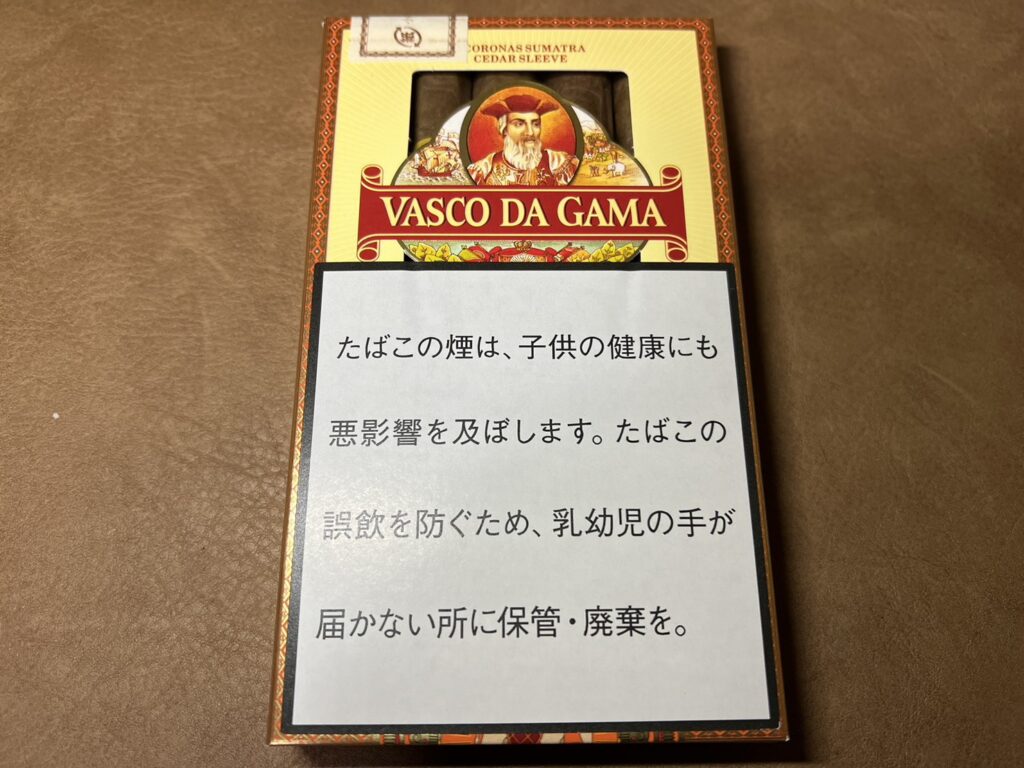 CORONAS SUMATRA
CEDAR SLEEVE
VASCO DA GAMA
たばこの煙は、子供の健康にも
悪影響を及ぼします。たばこの
誤飲を防ぐため、乳幼児の手が
届かない所に保管・廃棄を。